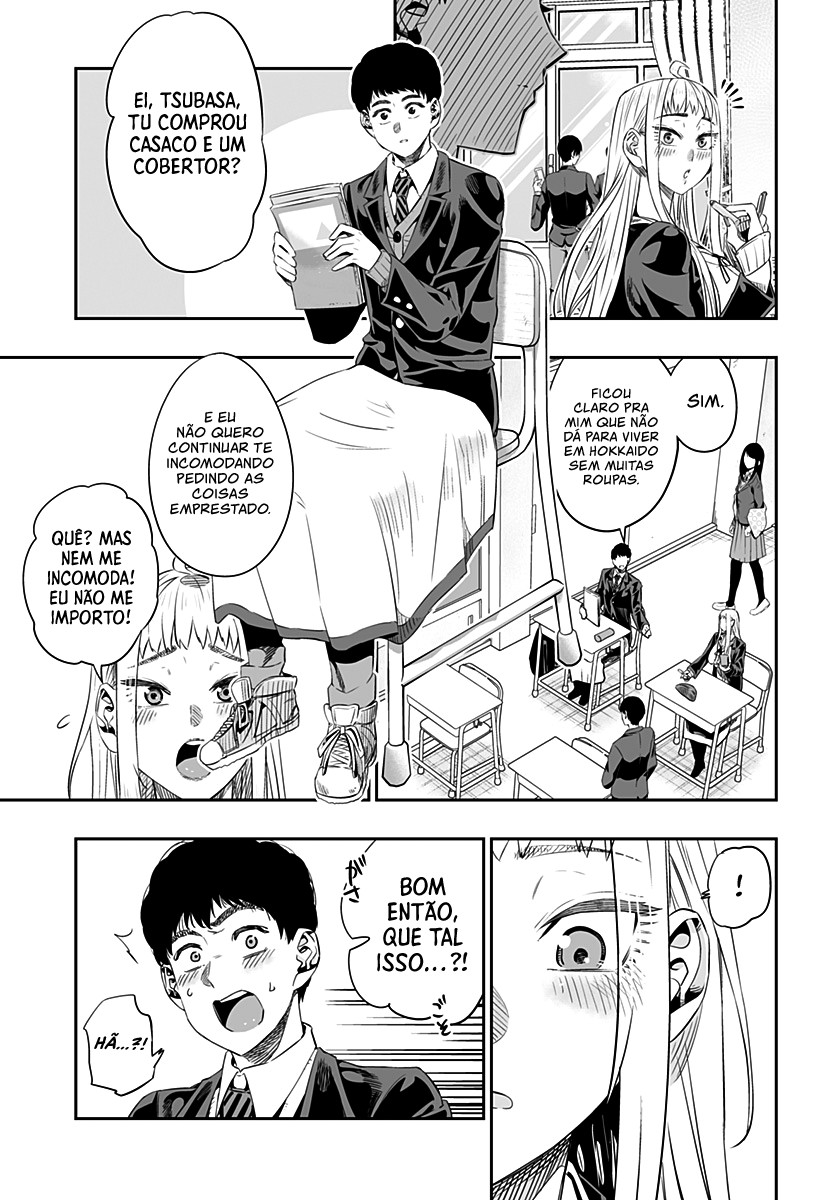 EI, TSUBASA,
TU COMPROU
CASACO E UM
COBERTOR?
SIM.
FICOU
CLARO PRA
MIM QUE NÃO
DÁ PARA VIVER
EM HOKKAIDO
SEM MUITAS
ROUPAS.
E EU
NÃO QUERO
CONTINUAR TE
INCOMODANDO
PEDINDO AS
COISAS
EMPRESTADO.
QUÊ? MAS
NEM ME
INCOMODA!
EU NÃO ME
IMPORTO!
!
BOM
ENTÃO,
QUE TAL
ISSO...?!
HÃ...?!